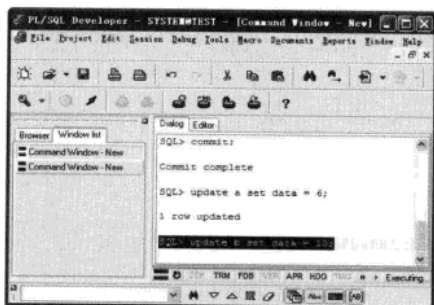 PL/SQL Developer - SYSTEM@TEST - [Command Window - New]
File Project Edit Session Debug Tools Macro Documents Reports Window Help
Browser Window list
Command Window - New
Command Window - New
Dialog Editor
SQL> commit;
Commit complete
SQL> update a set data = 6;
1 row updated
SQL> update b set data = 10;
TRM FDB VER APR HDG Executing...